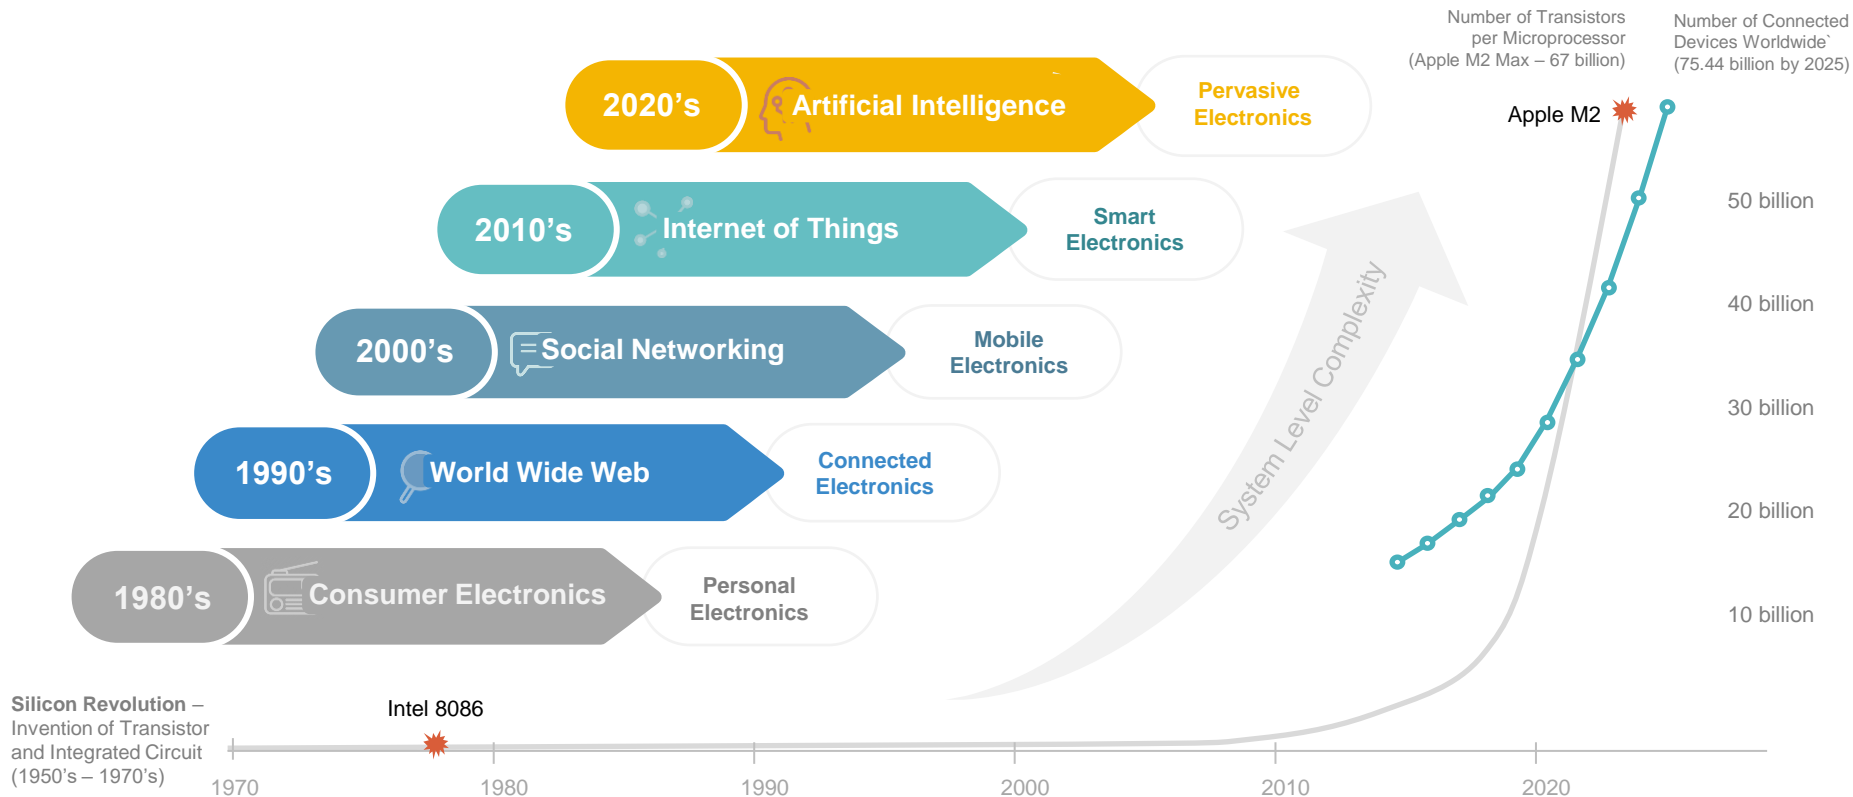 Number of Transistors
per Microprocessor
(Apple M2 Max – 67 billion)
Number of Connected
Devices Worldwide`
(75.44 billion by 2025)
2020’s
Artificial Intelligence
Pervasive
Electronics
Apple M2
2010’s
Internet of Things
Smart
Electronics
50 billion
2000’s
Social Networking
Mobile
Electronics
40 billion
System Level Complexity
30 billion
1990’s
World Wide Web
Connected
Electronics
20 billion
1980’s
Consumer Electronics
Personal
Electronics
10 billion
Silicon Revolution –
Invention of Transistor
and Integrated Circuit
(1950’s – 1970’s)
Intel 8086
1970
1980
1990
2000
2010
2020